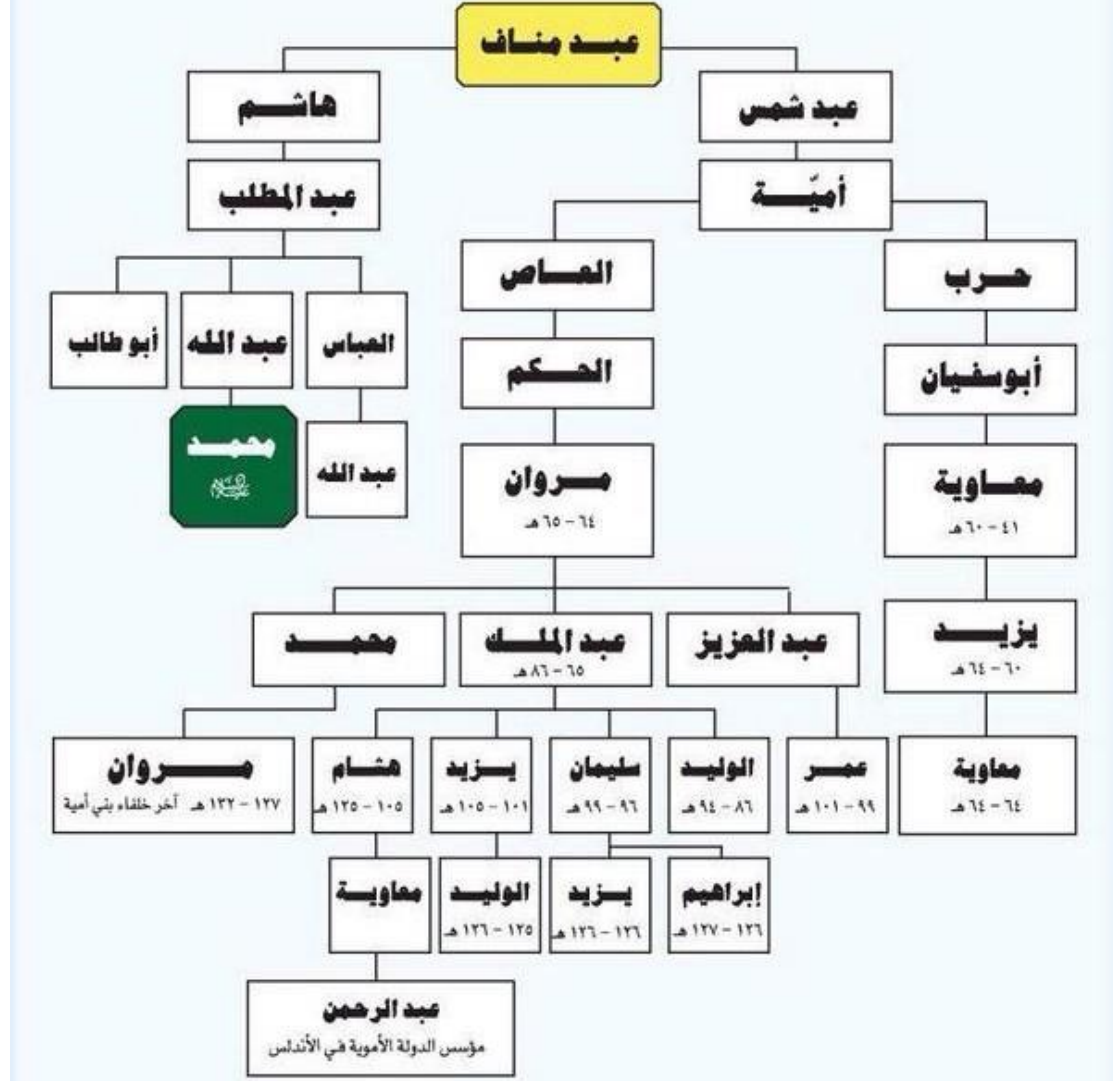 عبد مناف
عبد شمس
هاشم
أميّة
عبد المطلب
حرب
العاص
العباس
عبد الله
أبو طالب
أبو سفيان
الحكم
محمد
عليه السلام
عبد الله
معاوية
٤١ - ٦٠ هـ
مروان
٦٤ - ٦٥ هـ
يزيد
٦٠ - ٦٤ هـ
عبد العزيز
عبد الملك
٦٥ - ٨٦ هـ
محمد
معاوية
٦٤ - ٦٤ هـ
عمر
٩٩ - ١٠١ هـ
الوليد
٨٦ - ٩٤ هـ
سليمان
٩٦ - ٩٩ هـ
يزيد
١٠١ - ١٠٥ هـ
هشام
١٠٥ - ١٢٥ هـ
مروان
١٢٧ - ١٣٢ هـ آخر خلفاء بني أمية
إبراهيم
١٢٦ - ١٢٧ هـ
يزيد
١٢٦ - ١٢٦ هـ
الوليد
١٢٥ - ١٢٦ هـ
معاوية
عبد الرحمن
مؤسس الدولة الأموية في الأندلس